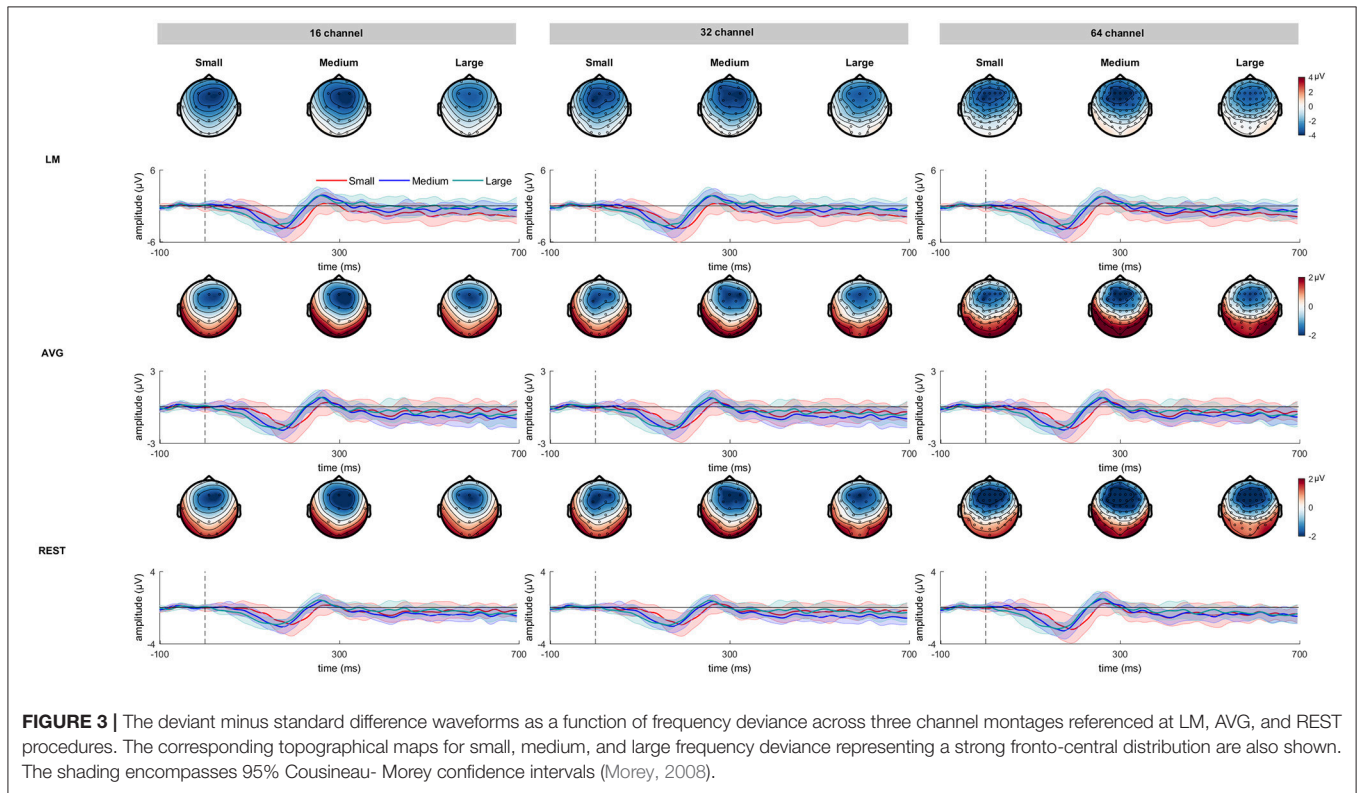 16 channel 32 channel 64 channel
Small Medium Large Small Medium Large Small Medium Large
4 µV
2
0
-2
-4
LM
6
amplitude (µV)
-6
-100 300 700
time (ms)
Small Medium Large
6
amplitude (µV)
-6
-100 300 700
time (ms)
6
amplitude (µV)
-6
-100 300 700
time (ms)
2 µV
0
-2
AVG
3
amplitude (µV)
-3
-100 300 700
time (ms)
3
amplitude (µV)
-3
-100 300 700
time (ms)
3
amplitude (µV)
-3
-100 300 700
time (ms)
2 µV
0
-2
REST
4
amplitude (µV)
-4
-100 300 700
time (ms)
4
amplitude (µV)
-4
-100 300 700
time (ms)
4
amplitude (µV)
-4
-100 300 700
time (ms)
FIGURE 3 | The deviant minus standard difference waveforms as a function of frequency deviance across three channel montages referenced at LM, AVG, and REST
procedures. The corresponding topographical maps for small, medium, and large frequency deviance representing a strong fronto-central distribution are also shown.
The shading encompasses 95% Cousineau- Morey confidence intervals (Morey, 2008).